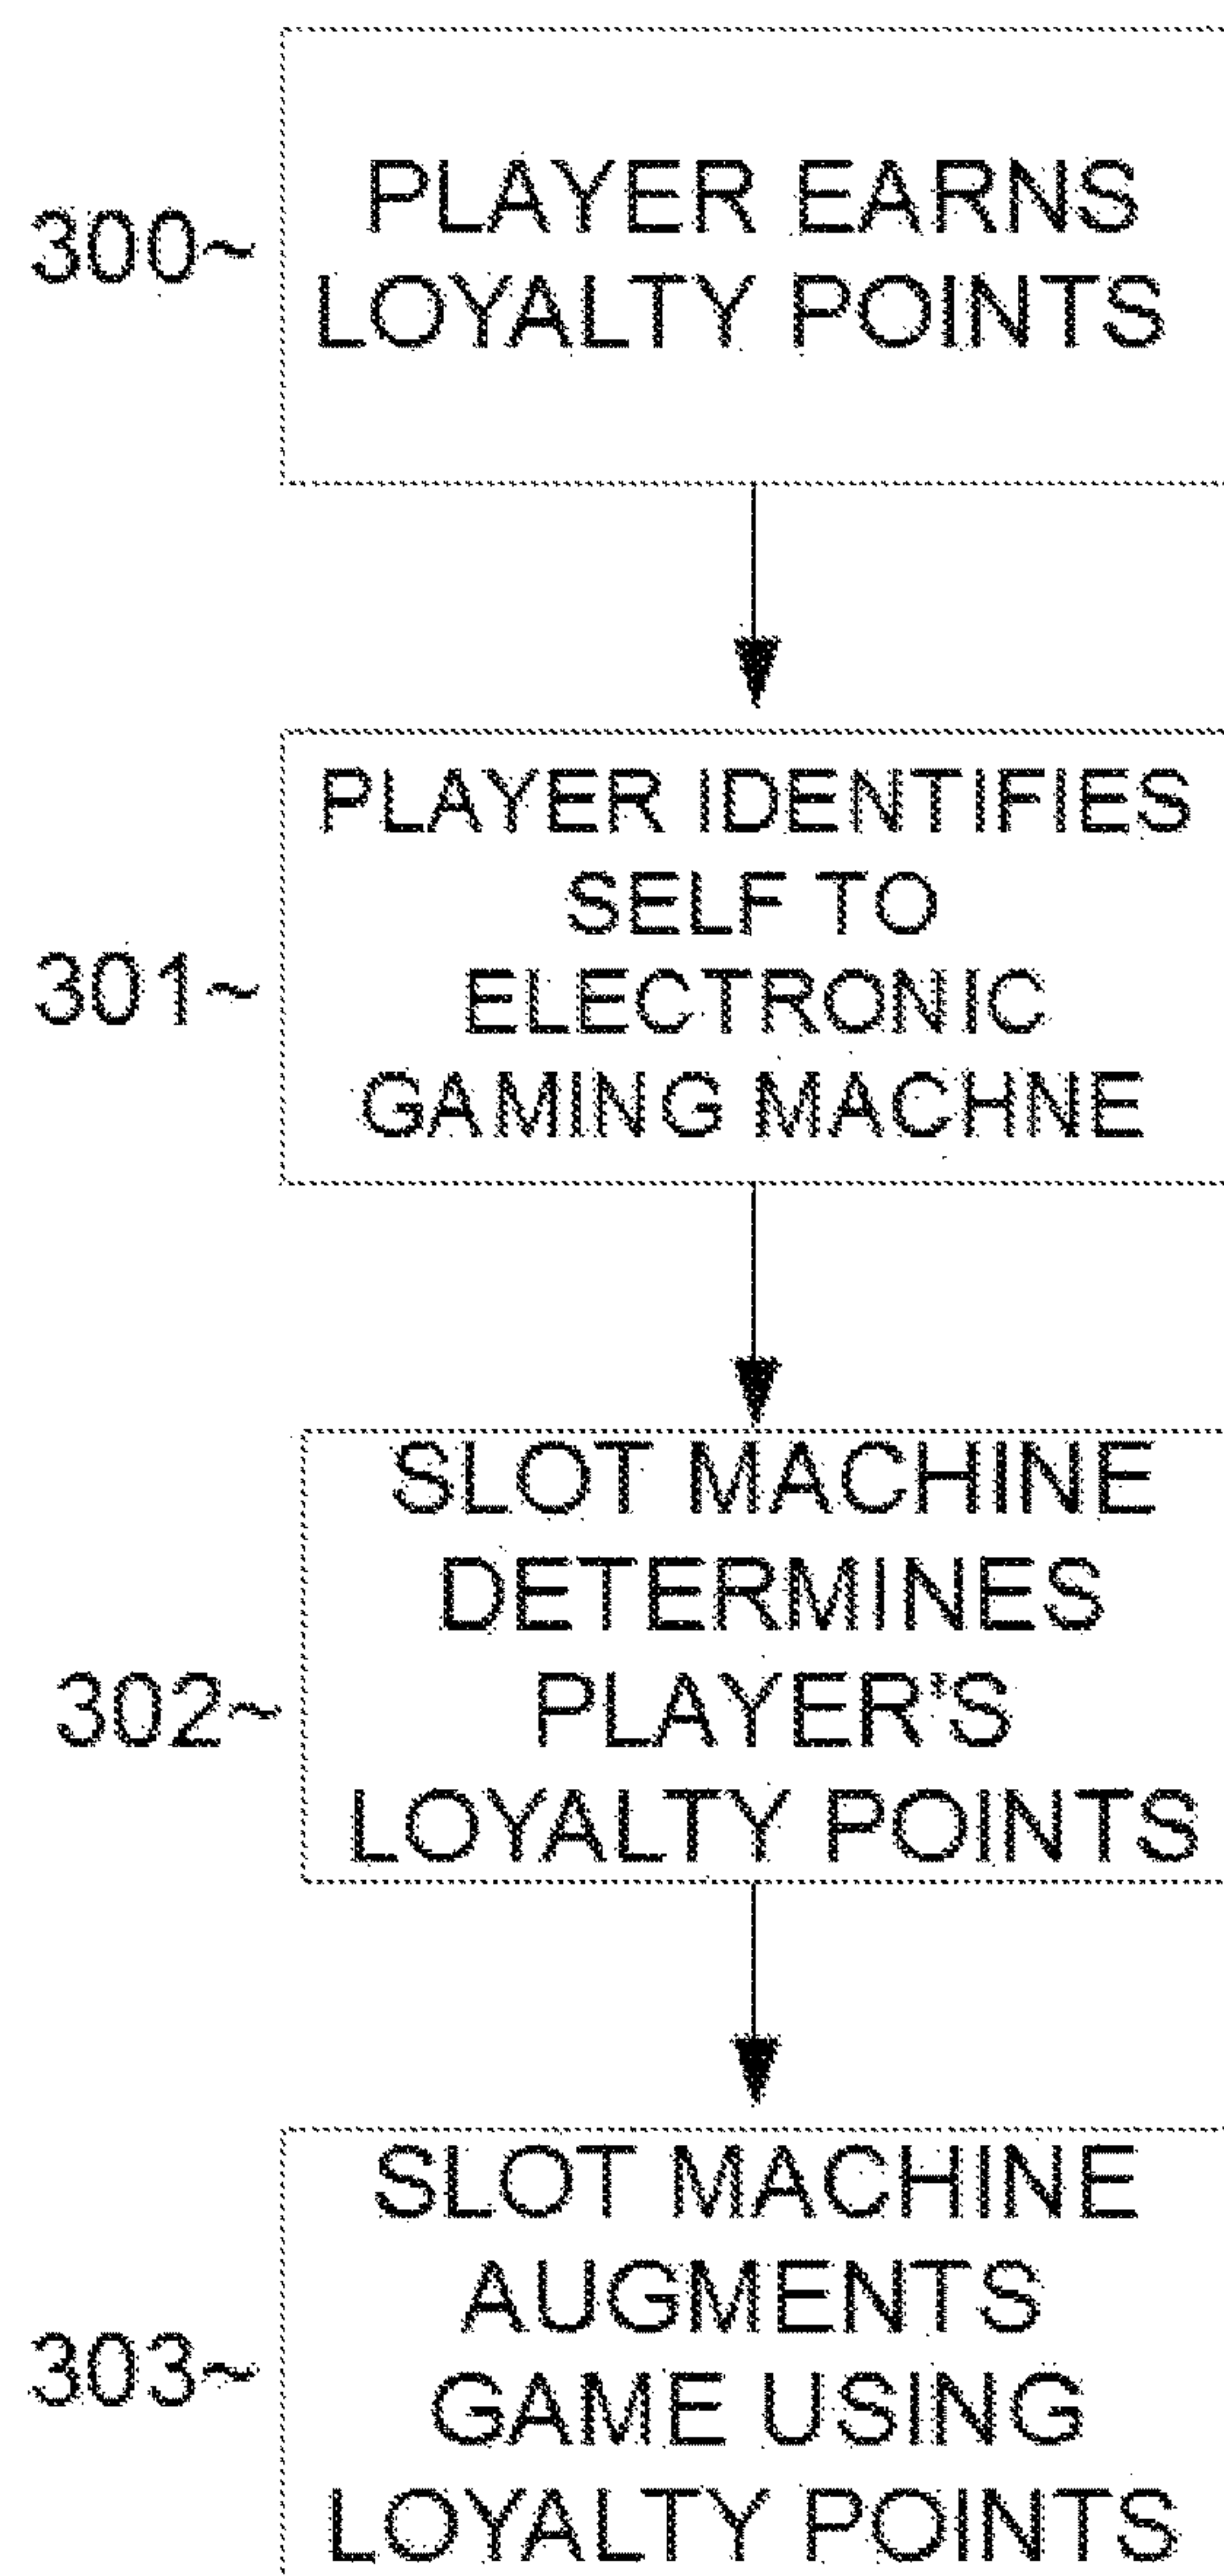 PLAYER EARNS
300~
LOYALTY POINTS
PLAYER IDENTIFIES
SELF TO
301~
ELECTRONIC
GAMING MACHNE
SLOT MACHINE
DETERMINES
302~
PLAYER'S
LOYALTY POINTS
SLOT MACHINE
AUGMENTS
303~
GAME USING
LOYALTY POINTS